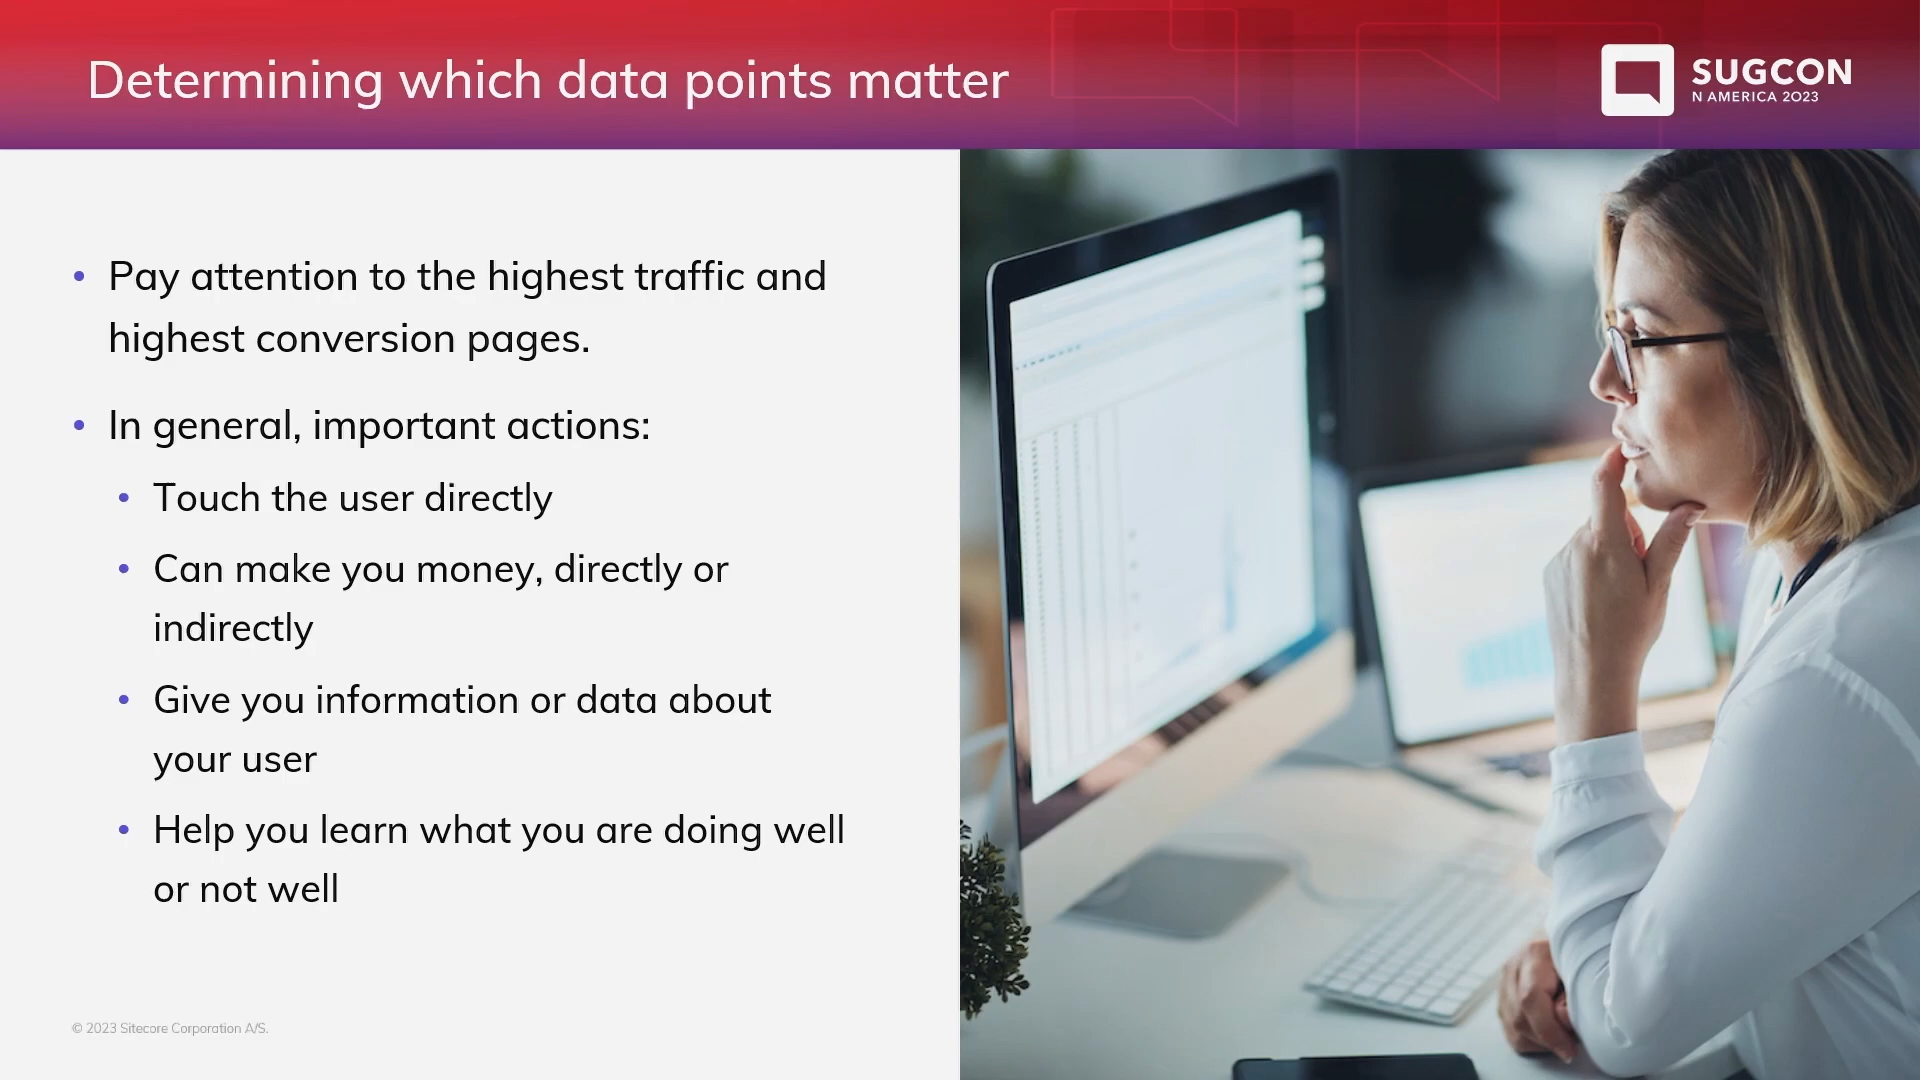 Determining which data points matter
SUGCON
N AMERICA 2023
• Pay attention to the highest traffic and
highest conversion pages.
• In general, important actions:
• Touch the user directly
• Can make you money, directly or
indirectly
• Give you information or data about
your user
• Help you learn what you are doing well
or not well
© 2023 Sitecore Corporation A/S.